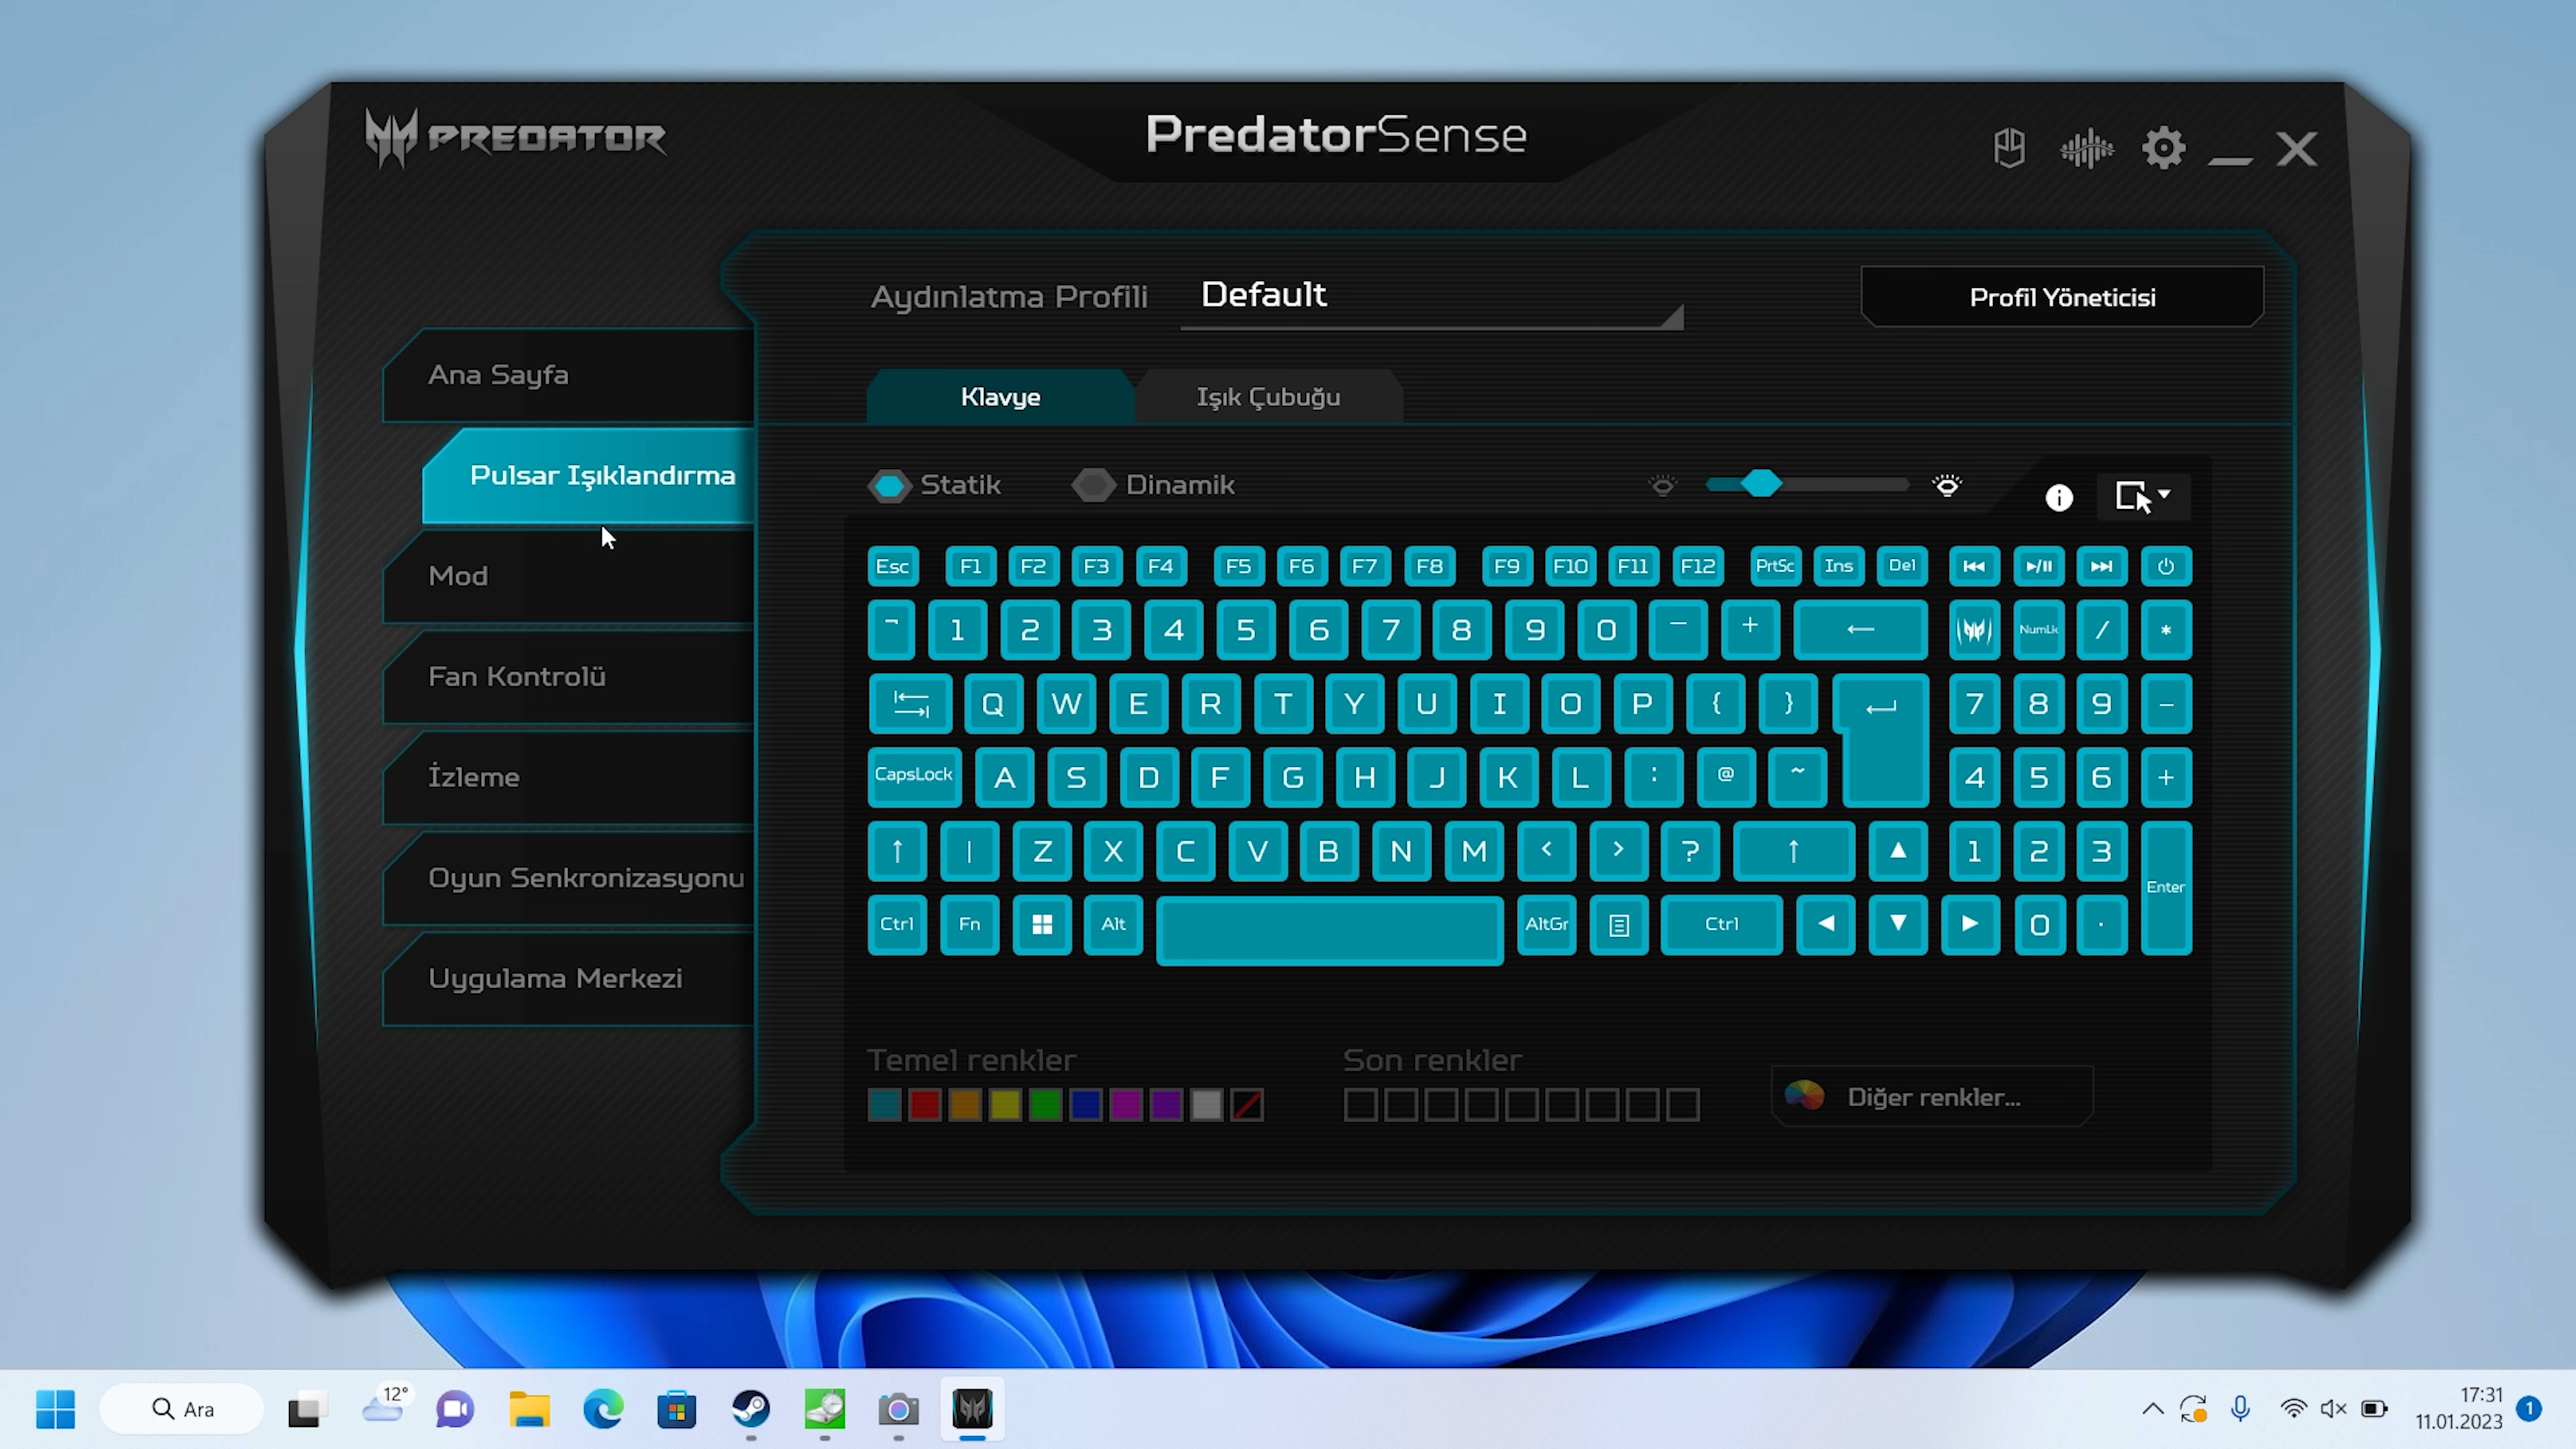 PREDATOR
PredatorSense
Aydınlatma Profili Default
Profil Yöneticisi
Ana Sayfa
Pulsar Işıklandırma
Mod
Fan Kontrolü
İzleme
Oyun Senkronizasyonu
Uygulama Merkezi
Klavye Işık Çubuğu
Statik Dinamik
Esc F1 F2 F3 F4 F5 F6 F7 F8 F9 F10 F11 F12 PrtSc Ins Del
¬ 1 2 3 4 5 6 7 8 9 0 — + ← NumLk / *
Q W E R T Y U I O P { } 7 8 9 −
CapsLock A S D F G H J K L : @ ~ 4 5 6 +
↑ | Z X C V B N M < > ? ↑ ▲ 1 2 3 Enter
Ctrl Fn Alt AltGr Ctrl ◀ ▼ ▶ 0 .
Temel renkler
Son renkler
Diğer renkler...
Ara
12°
17:31
11.01.2023
1